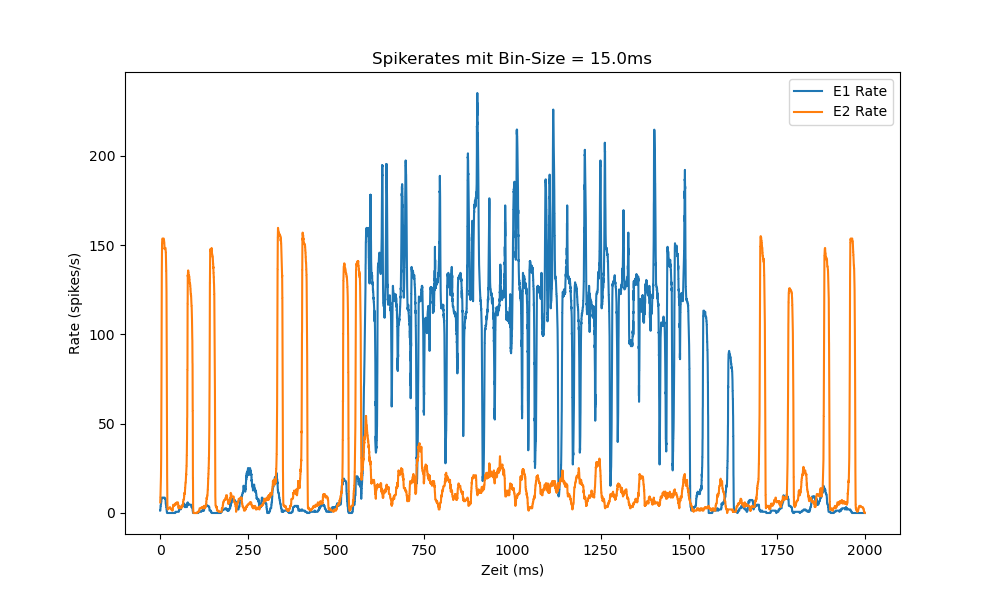 Spikerates mit Bin-Size = 15.0ms
E1 Rate
E2 Rate
Rate (spikes/s)
200
150
100
50
0
0 250 500 750 1000 1250 1500 1750 2000
Zeit (ms)